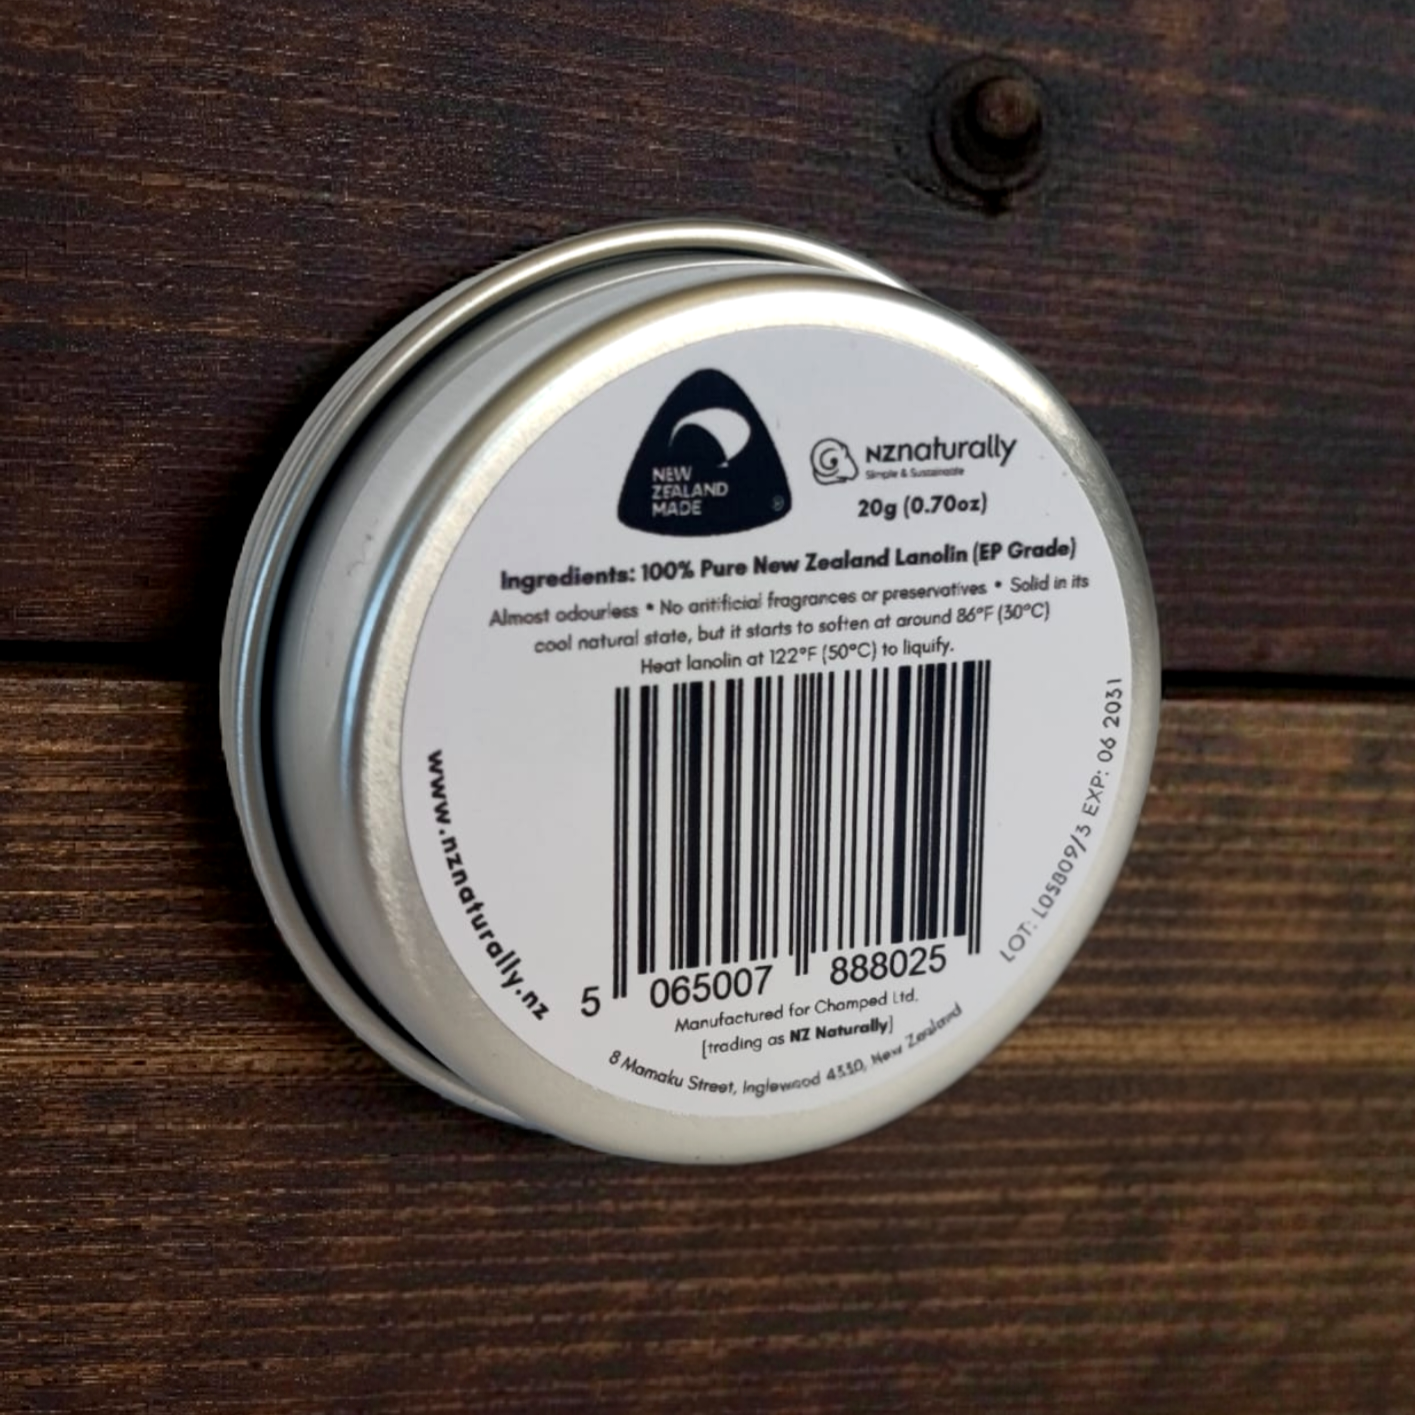 NEW
ZEALAND
MADE
®
NZnaturally
Simple & Sustainable
20g (0.70oz)
Ingredients: 100% Pure New Zealand Lanolin (EP Grade)
Almost odourless • No aritificial fragrances or preservatives • Solid in its
cool natural state, but it starts to soften at around 86°F (30°C)
Heat lanolin at 122°F (50°C) to liquify.
5 065007 888025
www.nznaturally.nz
LOT: L05809/3 EXP: 06 2031
Manufactured for Champed Ltd.
[trading as NZ Naturally]
8 Mamaku Street, Inglewood 4330, New Zealand